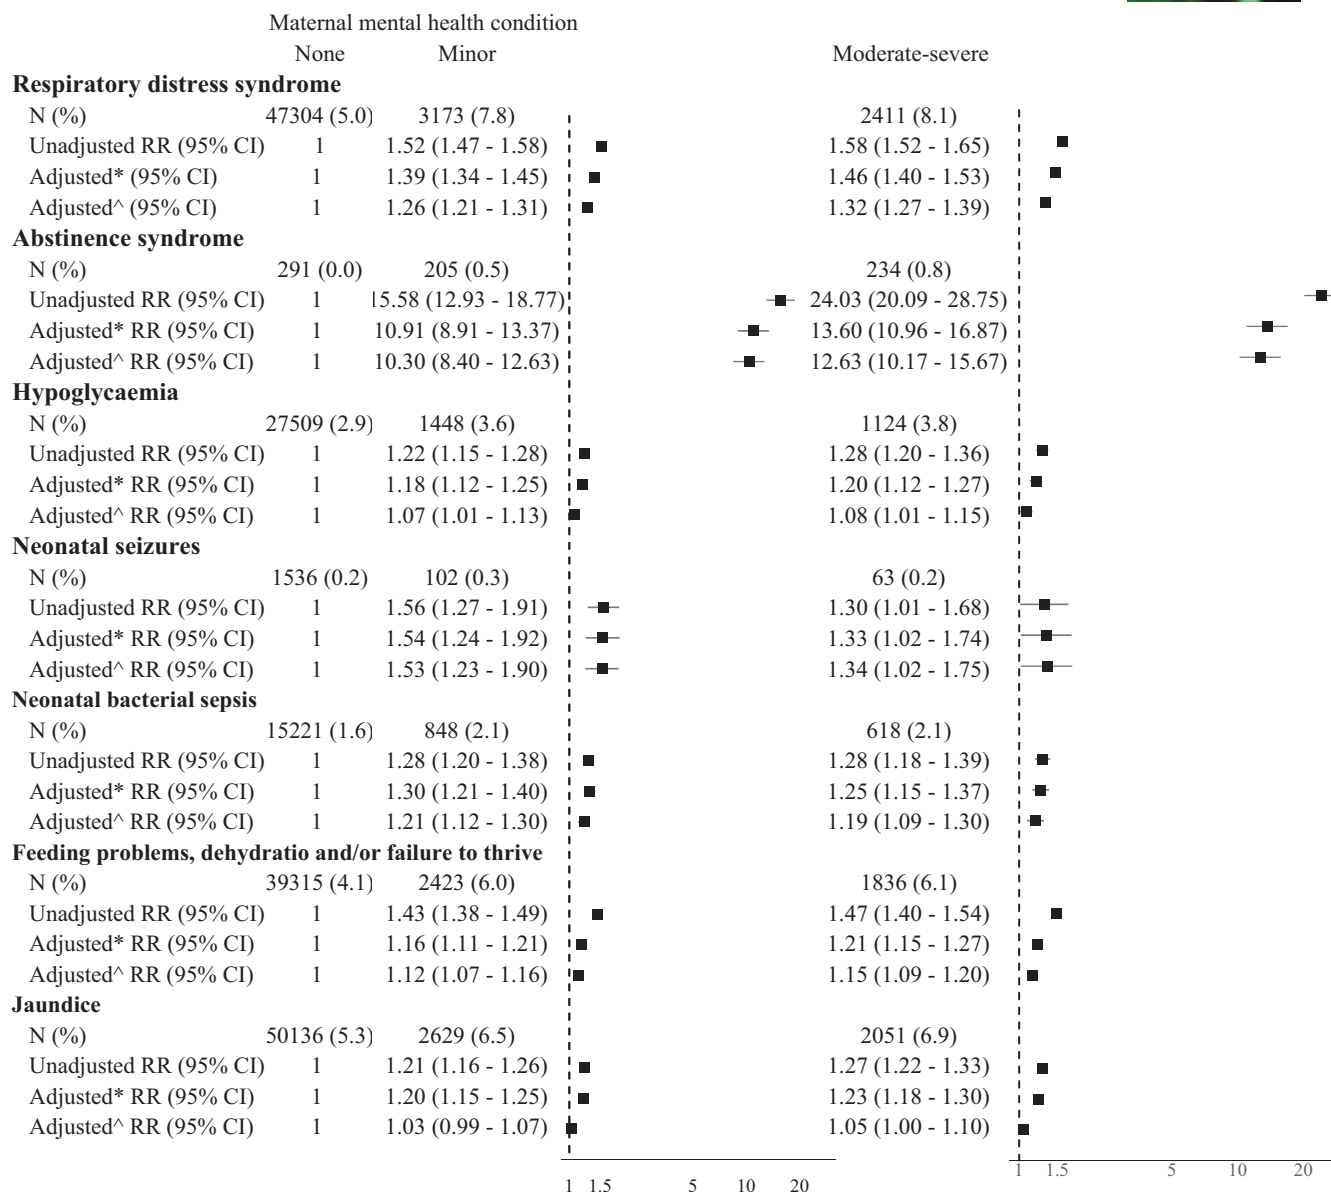 Maternal mental health condition
None Minor Moderate-severe
Respiratory distress syndrome
N (%) 47304 (5.0) 3173 (7.8) 2411 (8.1)
Unadjusted RR (95% CI) 1 1.52 (1.47 - 1.58) 1.58 (1.52 - 1.65)
Adjusted* (95% CI) 1 1.39 (1.34 - 1.45) 1.46 (1.40 - 1.53)
Adjusted^ (95% CI) 1 1.26 (1.21 - 1.31) 1.32 (1.27 - 1.39)
Abstinence syndrome
N (%) 291 (0.0) 205 (0.5) 234 (0.8)
Unadjusted RR (95% CI) 1 15.58 (12.93 - 18.77) 24.03 (20.09 - 28.75)
Adjusted* RR (95% CI) 1 10.91 (8.91 - 13.37) 13.60 (10.96 - 16.87)
Adjusted^ RR (95% CI) 1 10.30 (8.40 - 12.63) 12.63 (10.17 - 15.67)
Hypoglycaemia
N (%) 27509 (2.9) 1448 (3.6) 1124 (3.8)
Unadjusted RR (95% CI) 1 1.22 (1.15 - 1.28) 1.28 (1.20 - 1.36)
Adjusted* RR (95% CI) 1 1.18 (1.12 - 1.25) 1.20 (1.12 - 1.27)
Adjusted^ RR (95% CI) 1 1.07 (1.01 - 1.13) 1.08 (1.01 - 1.15)
Neonatal seizures
N (%) 1536 (0.2) 102 (0.3) 63 (0.2)
Unadjusted RR (95% CI) 1 1.56 (1.27 - 1.91) 1.30 (1.01 - 1.68)
Adjusted* RR (95% CI) 1 1.54 (1.24 - 1.92) 1.33 (1.02 - 1.74)
Adjusted^ RR (95% CI) 1 1.53 (1.23 - 1.90) 1.34 (1.02 - 1.75)
Neonatal bacterial sepsis
N (%) 15221 (1.6) 848 (2.1) 618 (2.1)
Unadjusted RR (95% CI) 1 1.28 (1.20 - 1.38) 1.28 (1.18 - 1.39)
Adjusted* RR (95% CI) 1 1.30 (1.21 - 1.40) 1.25 (1.15 - 1.37)
Adjusted^ RR (95% CI) 1 1.21 (1.12 - 1.30) 1.19 (1.09 - 1.30)
Feeding problems, dehydratio and/or failure to thrive
N (%) 39315 (4.1) 2423 (6.0) 1836 (6.1)
Unadjusted RR (95% CI) 1 1.43 (1.38 - 1.49) 1.47 (1.40 - 1.54)
Adjusted* RR (95% CI) 1 1.16 (1.11 - 1.21) 1.21 (1.15 - 1.27)
Adjusted^ RR (95% CI) 1 1.12 (1.07 - 1.16) 1.15 (1.09 - 1.20)
Jaundice
N (%) 50136 (5.3) 2629 (6.5) 2051 (6.9)
Unadjusted RR (95% CI) 1 1.21 (1.16 - 1.26) 1.27 (1.22 - 1.33)
Adjusted* RR (95% CI) 1 1.20 (1.15 - 1.25) 1.23 (1.18 - 1.30)
Adjusted^ RR (95% CI) 1 1.03 (0.99 - 1.07) 1.05 (1.00 - 1.10)
1 1.5 5 10 20
1 1.5 5 10 20